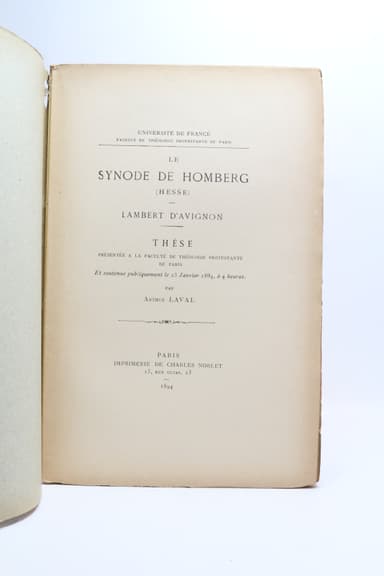 UNIVERSITÉ DE FRANCE
FACULTÉ DE THÉOLOGIE PROTESTANTE DE PARIS
LE
SYNODE DE HOMBERG
(HESSE)
LAMBERT D'AVIGNON
THÈSE
PRÉSENTÉE A LA FACULTÉ DE THÉOLOGIE PROTESTANTE
DE PARIS
Et soutenue publiquement le 23 Janvier 1894, à 4 heures.
PAR
LAVAL
PARIS
IMPRIMERIE DE CHARLES NOBLET
13, RUE CUJAS, 13
1894